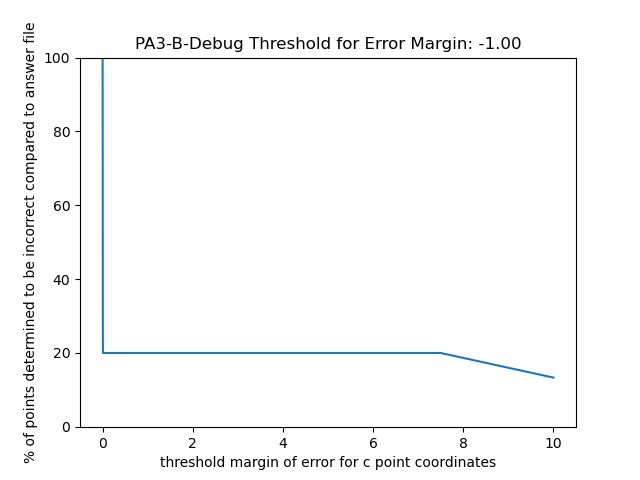 PA3-B-Debug Threshold for Error Margin: -1.00
% of points determined to be incorrect compared to answer file
100
80
60
40
20
0
0 2 4 6 8 10
threshold margin of error for c point coordinates